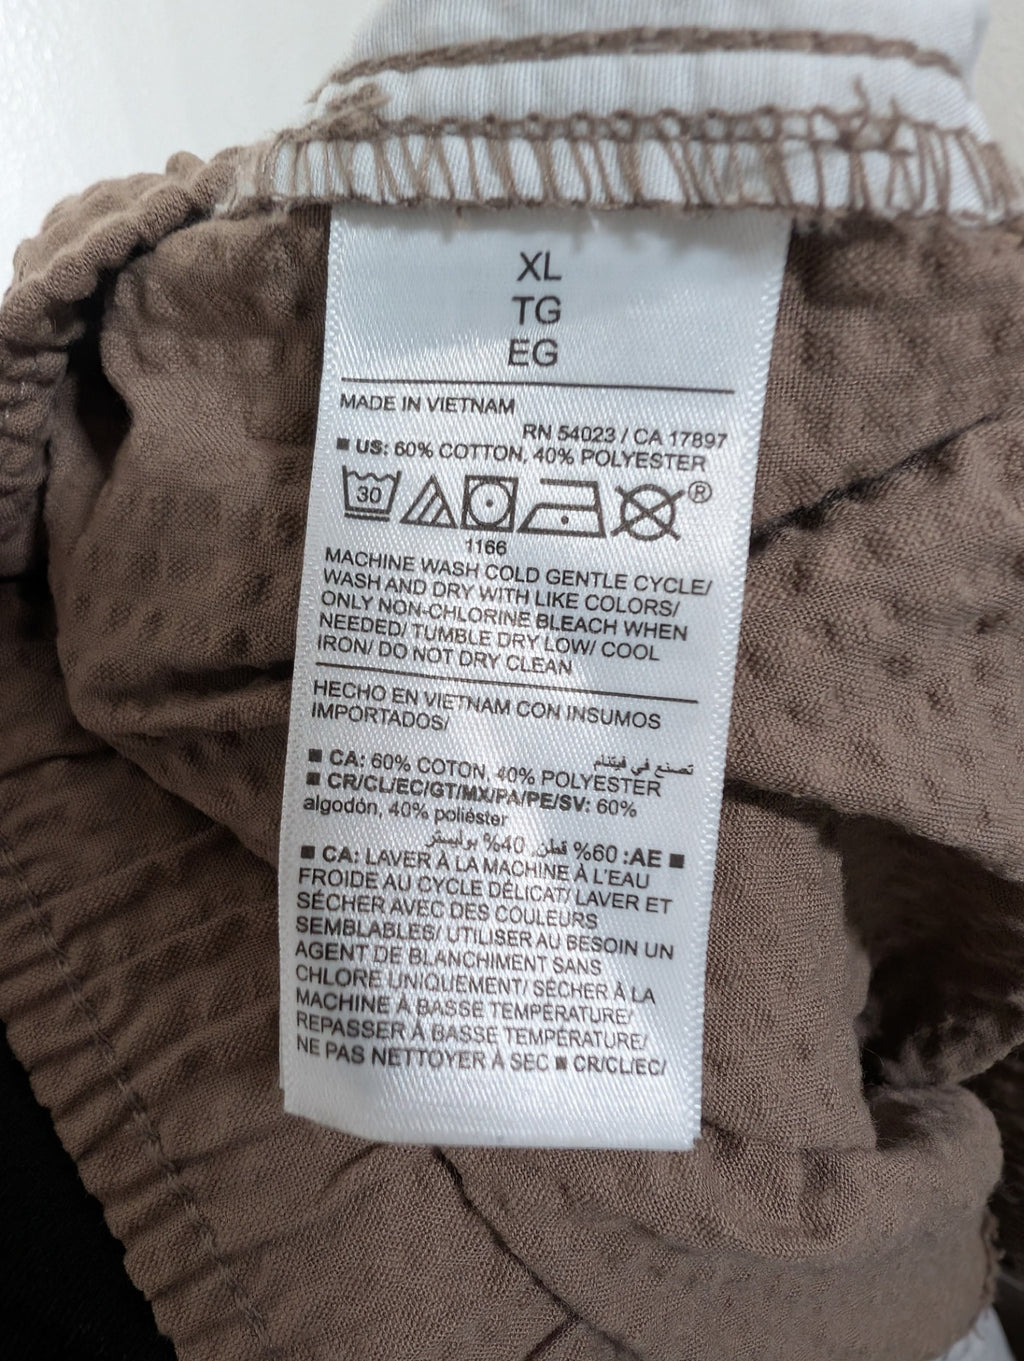 XL
TG
EG
MADE IN VIETNAM
RN 54023 / CA 17897
■ US: 60% COTTON, 40% POLYESTER
30
®
1166
MACHINE WASH COLD GENTLE CYCLE/
WASH AND DRY WITH LIKE COLORS/
ONLY NON-CHLORINE BLEACH WHEN
NEEDED/ TUMBLE DRY LOW/ COOL
IRON/ DO NOT DRY CLEAN
HECHO EN VIETNAM CON INSUMOS
IMPORTADOS/
تصنع في فيتنام
■ CA: 60% COTON, 40% POLYESTER
■ CR/CL/EC/GT/MX/PA/PE/SV: 60%
algodón, 40% poliéster
■ AE: 60% قطن, 40% بوليستر
■ CA: LAVER À LA MACHINE À L'EAU
FROIDE AU CYCLE DÉLICAT/ LAVER ET
SÉCHER AVEC DES COULEURS
SEMBLABLES/ UTILISER AU BESOIN UN
AGENT DE BLANCHIMENT SANS
CHLORE UNIQUEMENT/ SÉCHER À LA
MACHINE À BASSE TEMPÉRATURE/
REPASSER À BASSE TEMPÉRATURE/
NE PAS NETTOYER À SEC ■ CR/CL/EC/